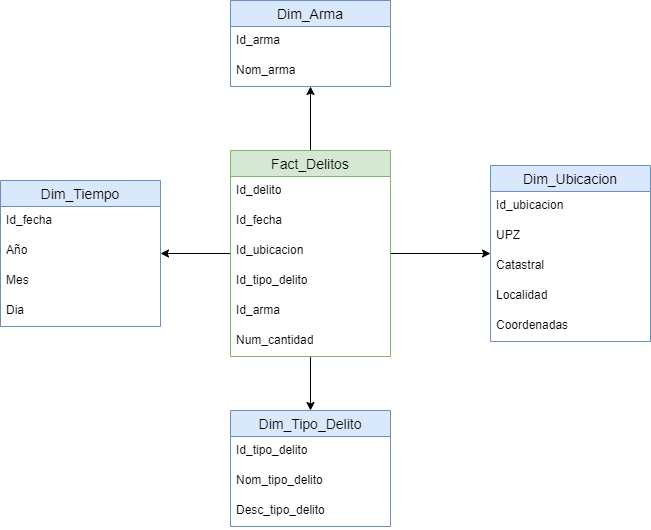 Dim_Arma
Id_arma
Nom_arma
Fact_Delitos
Id_delito
Id_fecha
Id_ubicacion
Id_tipo_delito
Id_arma
Num_cantidad
Dim_Tiempo
Id_fecha
Año
Mes
Dia
Dim_Ubicacion
Id_ubicacion
UPZ
Catastral
Localidad
Coordenadas
Dim_Tipo_Delito
Id_tipo_delito
Nom_tipo_delito
Desc_tipo_delito